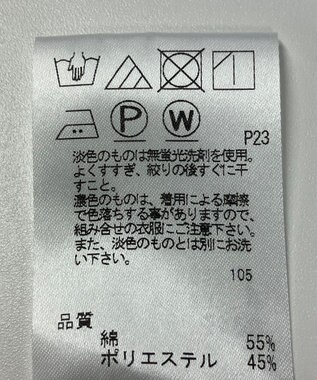 P W P23
淡色のものは無蛍光洗剤を使用。
よくすすぎ、絞りの後すぐに干
すこと。
濃色のものは、着用による摩擦
で色落ちする事がありますので、
組み合せの衣服にご注意下さい。
また、淡色のものとは別にお洗
い下さい。
105
品質
綿 55%
ポリエステル 45%